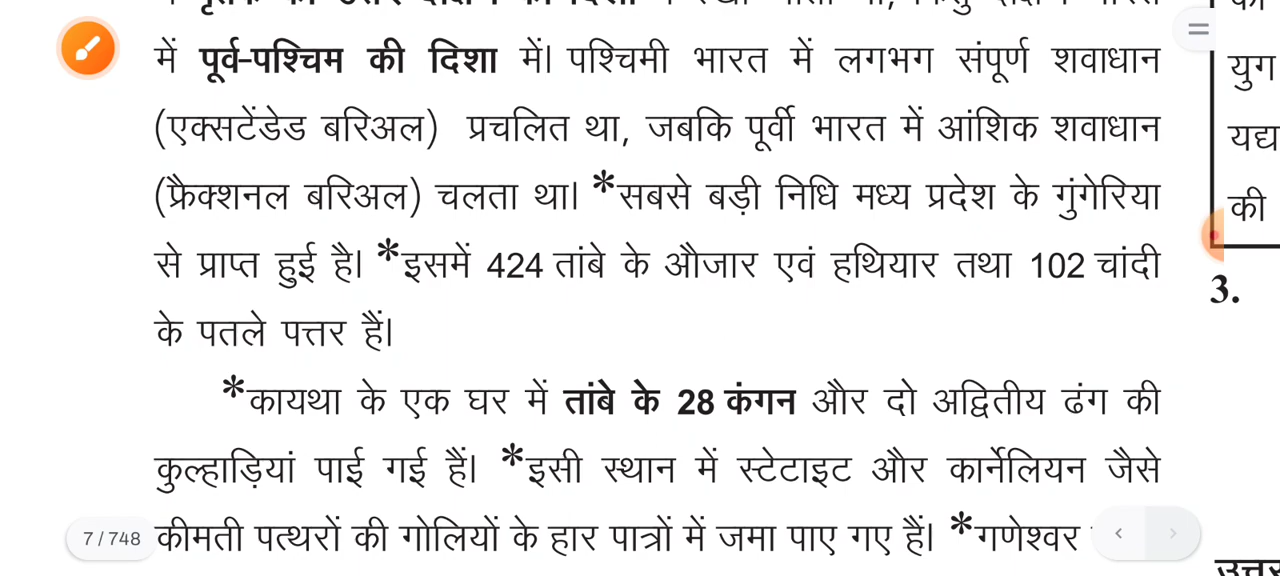 में पूर्व-पश्चिम की दिशा में। पश्चिमी भारत में लगभग संपूर्ण शवाधान
(एक्सटेंडेड बरिअल) प्रचलित था, जबकि पूर्वी भारत में आंशिक शवाधान
(फ्रैक्शनल बरिअल) चलता था। *सबसे बड़ी निधि मध्य प्रदेश के गुंगेरिया
से प्राप्त हुई है। *इसमें 424 तांबे के औजार एवं हथियार तथा 102 चांदी
के पतले पत्तर हैं।
*कायथा के एक घर में तांबे के 28 कंगन और दो अद्वितीय ढंग की
कुल्हाड़ियां पाई गई हैं। *इसी स्थान में स्टेटाइट और कार्नेलियन जैसे
कीमती पत्थरों की गोलियों के हार पात्रों में जमा पाए गए हैं। *गणेश्वर
7 / 748
युग
यद्य
की
3.